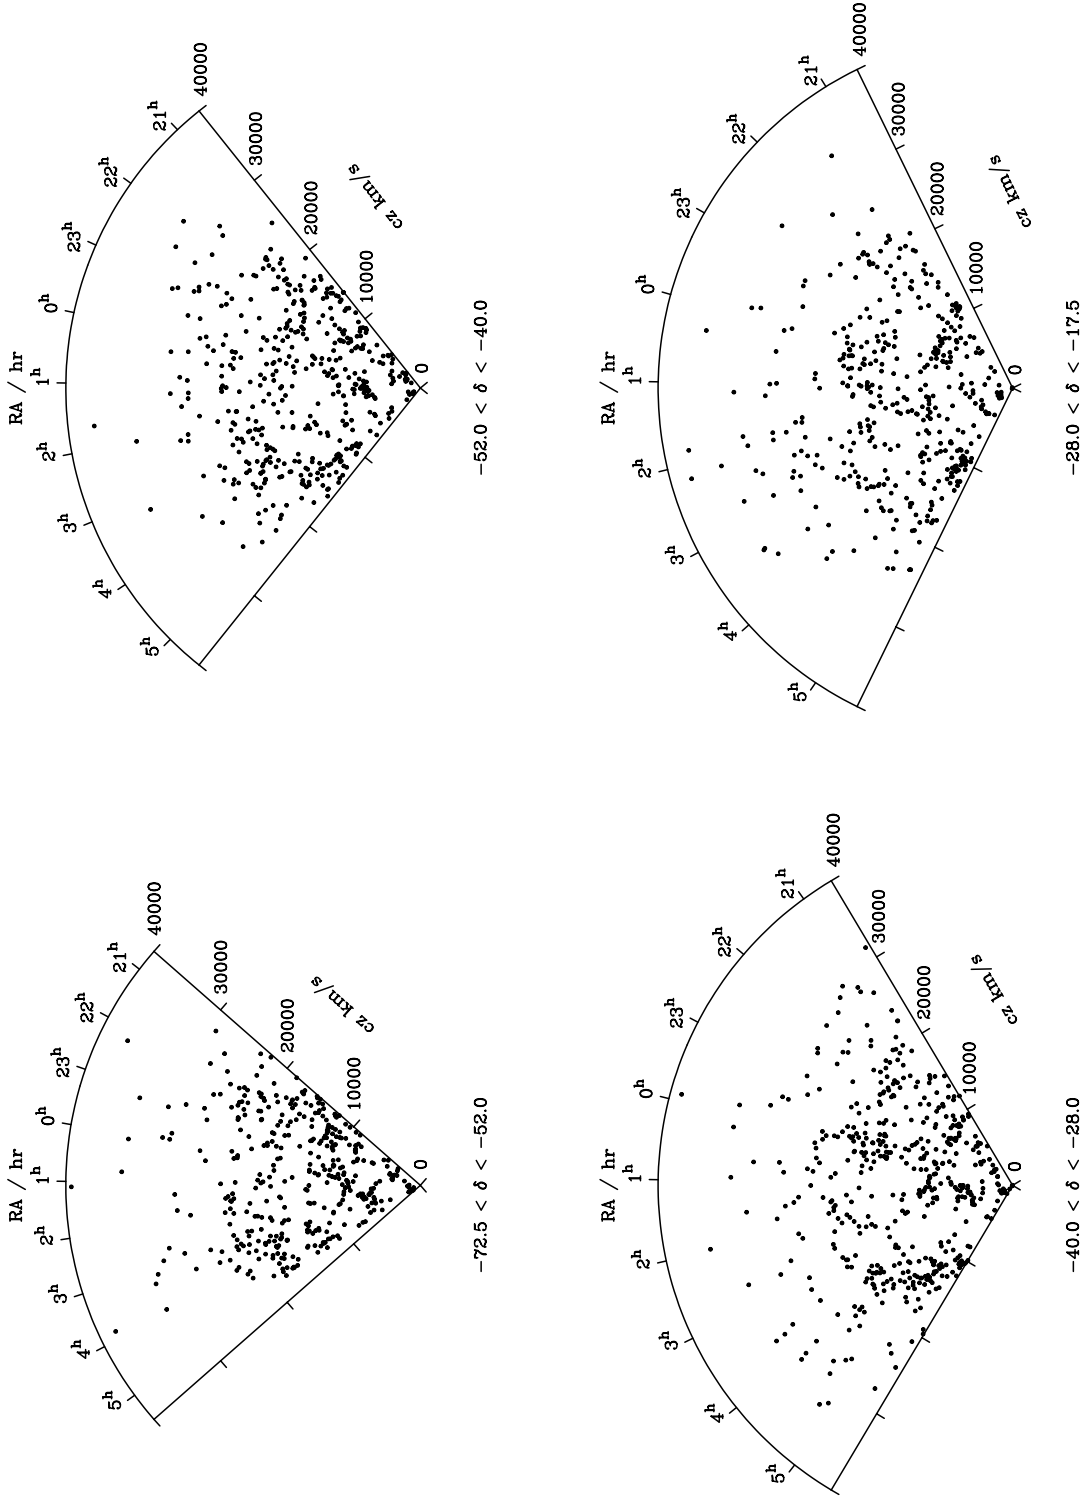 RA / hr
5ʰ 4ʰ 3ʰ 2ʰ 1ʰ 0ʰ 23ʰ 22ʰ 21ʰ
0 10000 20000 30000 40000
cz km/s
−72.5 < δ < −52.0
RA / hr
5ʰ 4ʰ 3ʰ 2ʰ 1ʰ 0ʰ 23ʰ 22ʰ 21ʰ
0 10000 20000 30000 40000
cz km/s
−52.0 < δ < −40.0
RA / hr
5ʰ 4ʰ 3ʰ 2ʰ 1ʰ 0ʰ 23ʰ 22ʰ 21ʰ
0 10000 20000 30000 40000
cz km/s
−40.0 < δ < −28.0
RA / hr
5ʰ 4ʰ 3ʰ 2ʰ 1ʰ 0ʰ 23ʰ 22ʰ 21ʰ
0 10000 20000 30000 40000
cz km/s
−28.0 < δ < −17.5